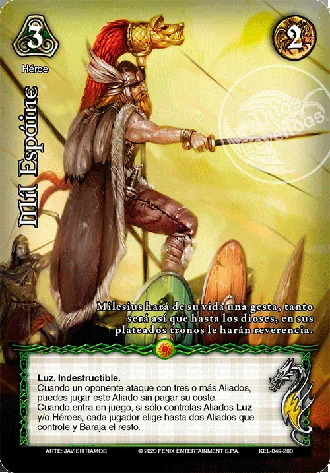 3
2
Héroe
Míl Espáine
Milesius hará de su vida una gesta, tanto
será así que hasta los dioses, en sus
plateados tronos le harán reverencia.
Luz. Indestructible.
Cuando un oponente ataque con tres o más Aliados,
puedes jugar este Aliado sin pagar su coste.
Cuando entra en juego, si solo controlas Aliados Luz
y/o Héroes, cada jugador elige hasta dos Aliados que
controle y Baraja el resto.
ARTE: JAVIER RAMOS
© 2020 FENIX ENTERTAINMENT S.P.A.